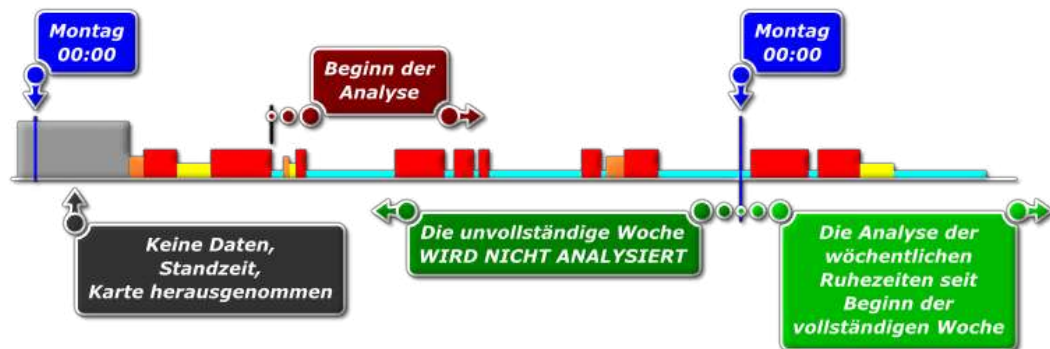 Montag
00:00
Beginn der
Analyse
Montag
00:00
Keine Daten,
Standzeit,
Karte herausgenommen
Die unvollständige Woche
WIRD NICHT ANALYSIERT
Die Analyse der
wöchentlichen
Ruhezeiten seit
Beginn der
vollständigen Woche